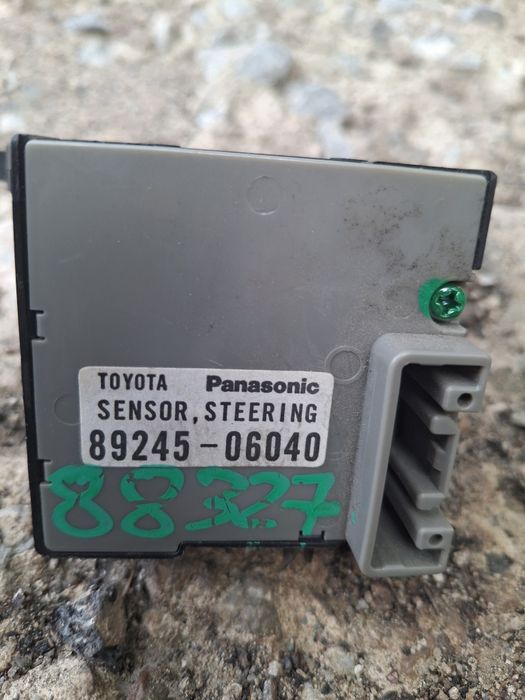 TOYOTA Panasonic
SENSOR, STEERING
89245-06040
88327